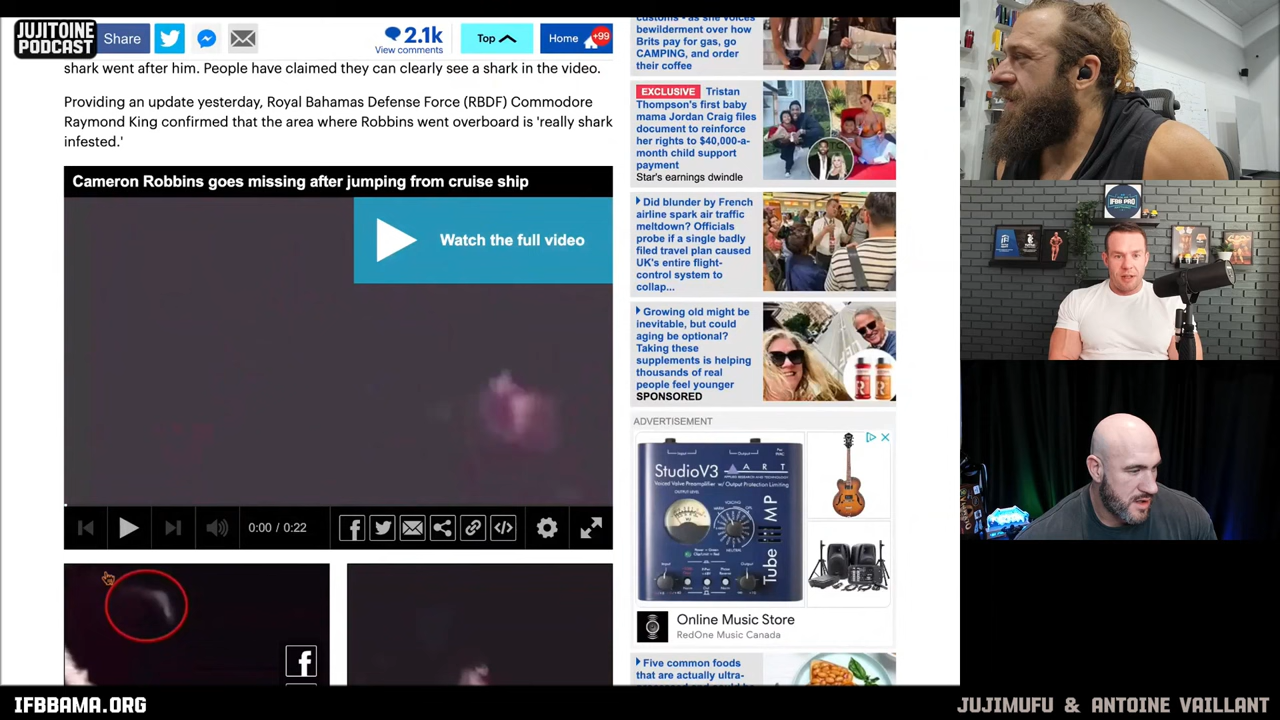 JUJITOINE
PODCAST
Share
2.1k
View comments
Top
Home
+99
shark went after him. People have claimed they can clearly see a shark in the video.
Providing an update yesterday, Royal Bahamas Defense Force (RBDF) Commodore
Raymond King confirmed that the area where Robbins went overboard is 'really shark
infested.'
Cameron Robbins goes missing after jumping from cruise ship
Watch the full video
0:00 / 0:22
customs - as she voices
bewilderment over how
Brits pay for gas, go
CAMPING, and order
their coffee
EXCLUSIVE Tristan
Thompson's first baby
mama Jordan Craig files
document to reinforce
her rights to $40,000-a-
month child support
payment
Star's earnings dwindle
Did blunder by French
airline spark air traffic
meltdown? Officials
probe if a single badly
filed travel plan caused
UK's entire flight-
control system to
collap...
Growing old might be
inevitable, but could
aging be optional?
Taking these
supplements is helping
thousands of real
people feel younger
SPONSORED
ADVERTISEMENT
StudioV3
ART
Tube MP
Online Music Store
RedOne Music Canada
Five common foods
that are actually ultra-
IFBB PRO
IFBBAMA.ORG
JUJIMUFU & ANTOINE VAILLANT